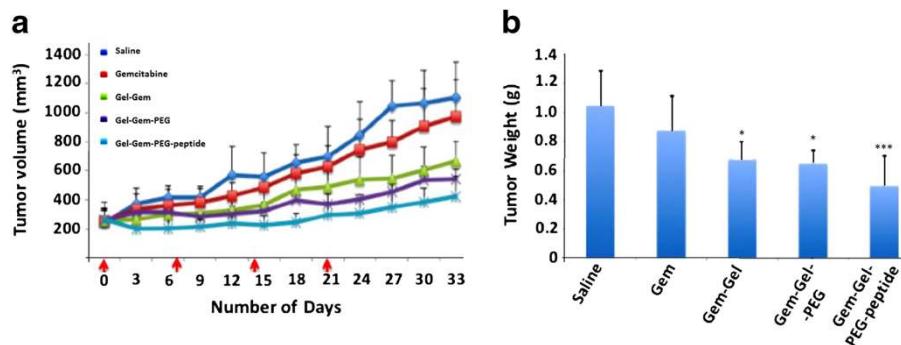 a
Tumor volume (mm³)
1400
1200
1000
800
600
400
200
Saline
Gemcitabine
Gel-Gem
Gel-Gem-PEG
Gel-Gem-PEG-peptide
0 3 6 9 12 15 18 21 24 27 30 33
Number of Days
b
Tumor Weight (g)
1.4
1.2
1.0
0.8
0.6
0.4
0.2
0
*
*
***
Saline
Gem
Gem-Gel
Gem-Gel-
-PEG
Gem-Gel-
PEG-peptide